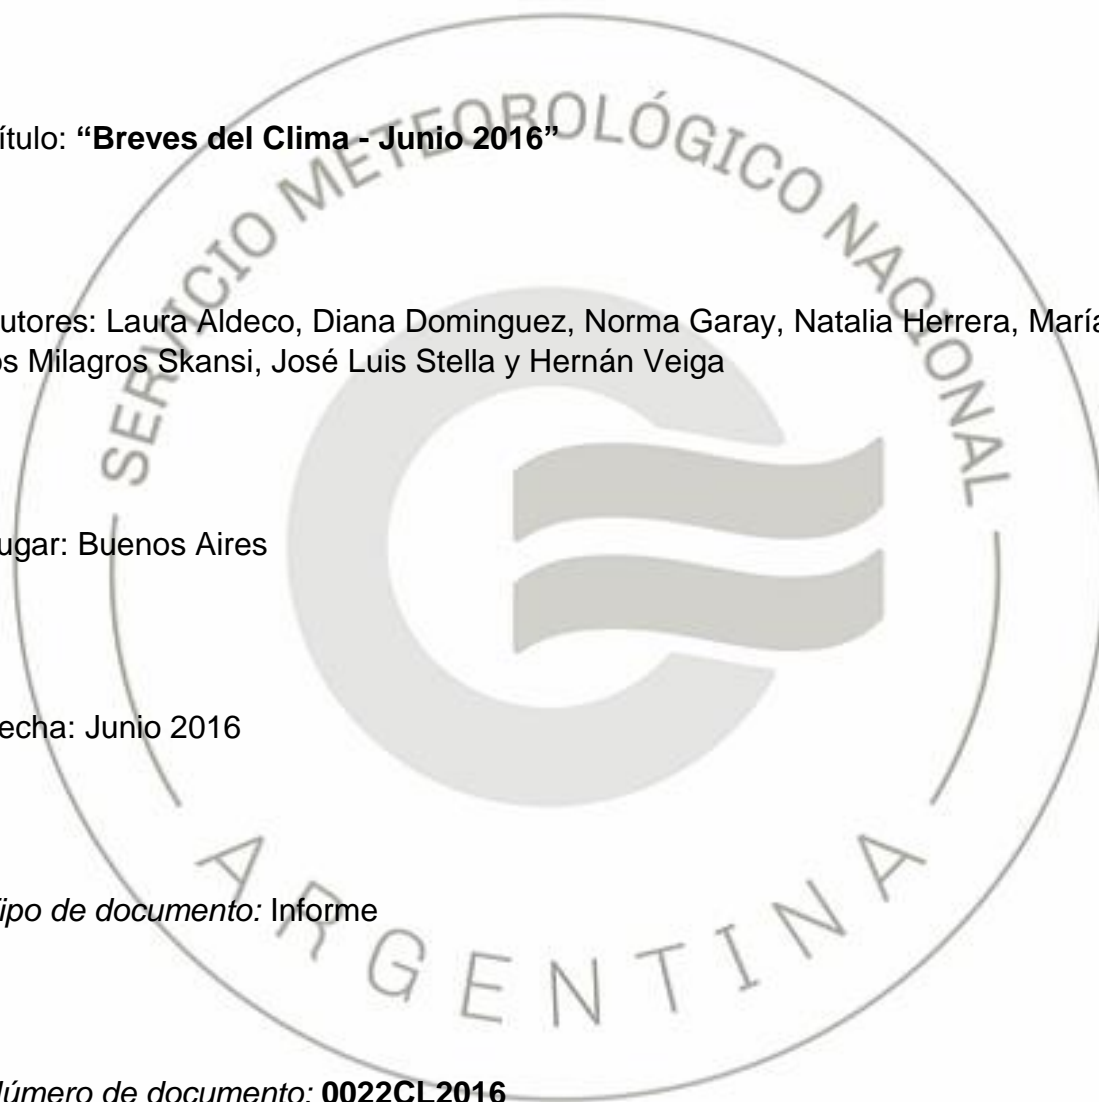 ítulo: “Breves del Clima - Junio 2016”
SERVICIO METEOROLÓGICO NACIONAL
utores: Laura Aldeco, Diana Dominguez, Norma Garay, Natalia Herrera, María
os Milagros Skansi, José Luis Stella y Hernán Veiga
ugar: Buenos Aires
echa: Junio 2016
ipo de documento: Informe
ARGENTINA
úmero de documento: 0022CL2016